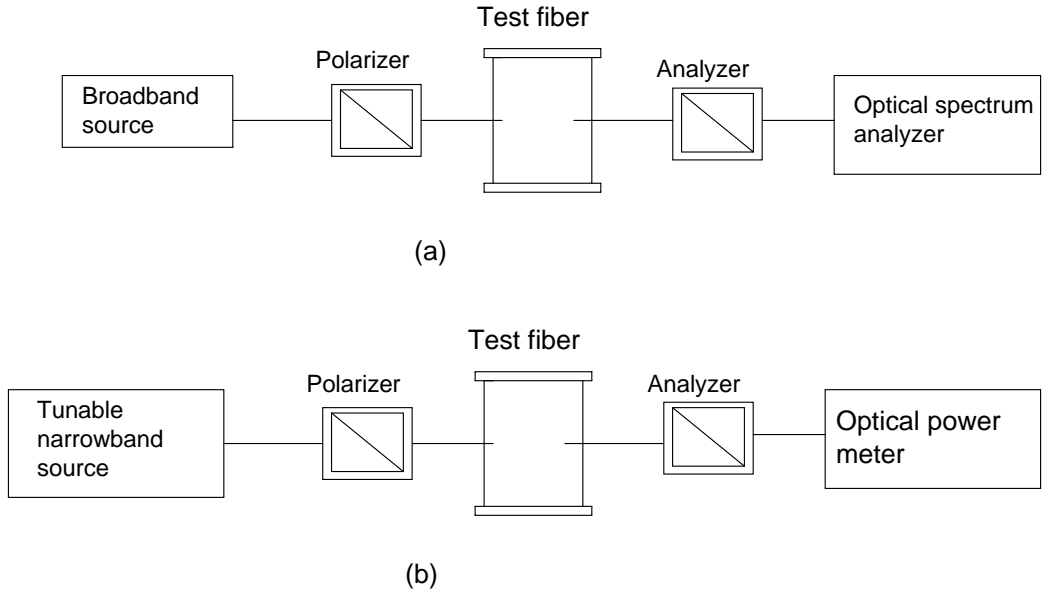 Test fiber
Polarizer
Analyzer
Broadband
source
Optical spectrum
analyzer
(a)
Test fiber
Polarizer
Analyzer
Tunable
narrowband
source
Optical power
meter
(b)